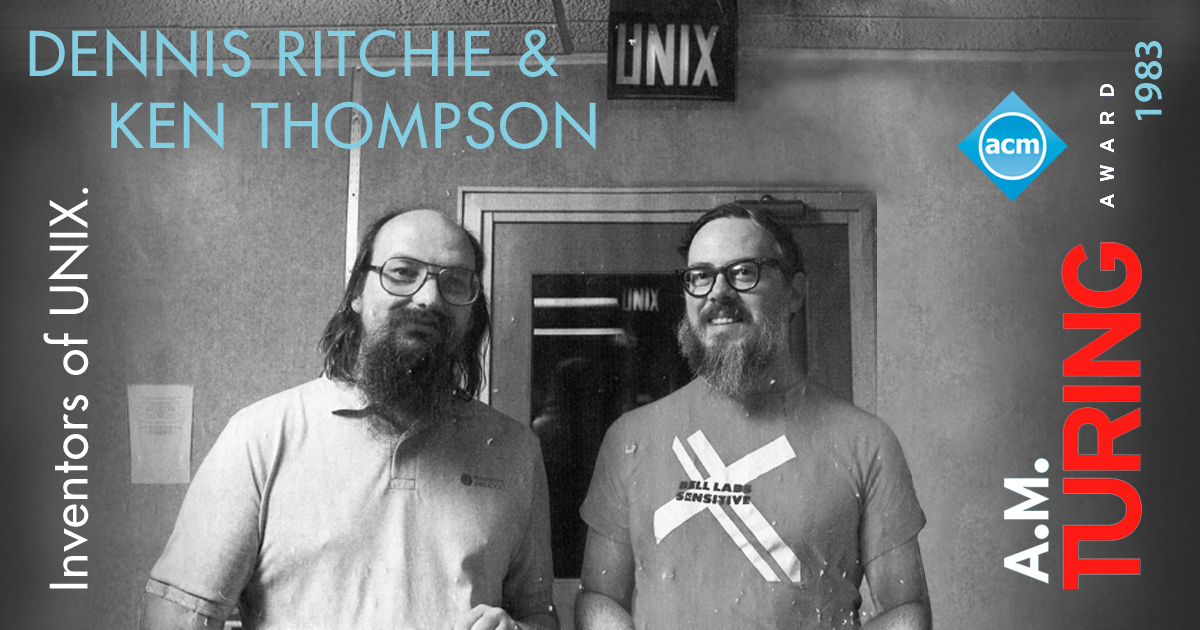 DENNIS RITCHIE &
KEN THOMPSON
Inventors of UNIX.
UNIX
UNIX
BELL LABS
SENSITIVE
acm
A.M.
TURING
AWARD
1983